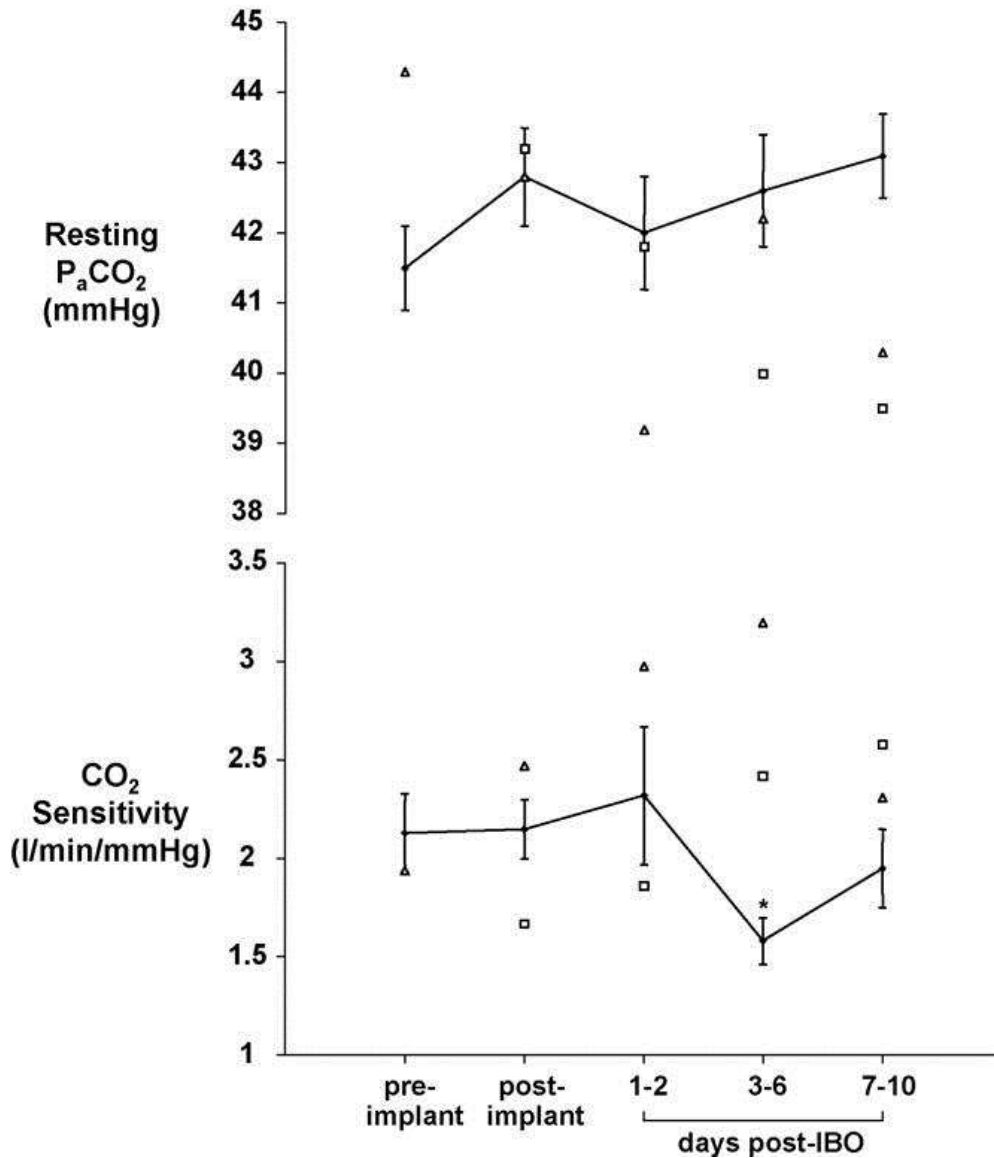 45
44
43
42
41
40
39
38
Resting
PaCO2
(mmHg)
3.5
3
2.5
2
1.5
1
CO2
Sensitivity
(l/min/mmHg)
*
pre-
implant
post-
implant
1-2
3-6
7-10
days post-IBO